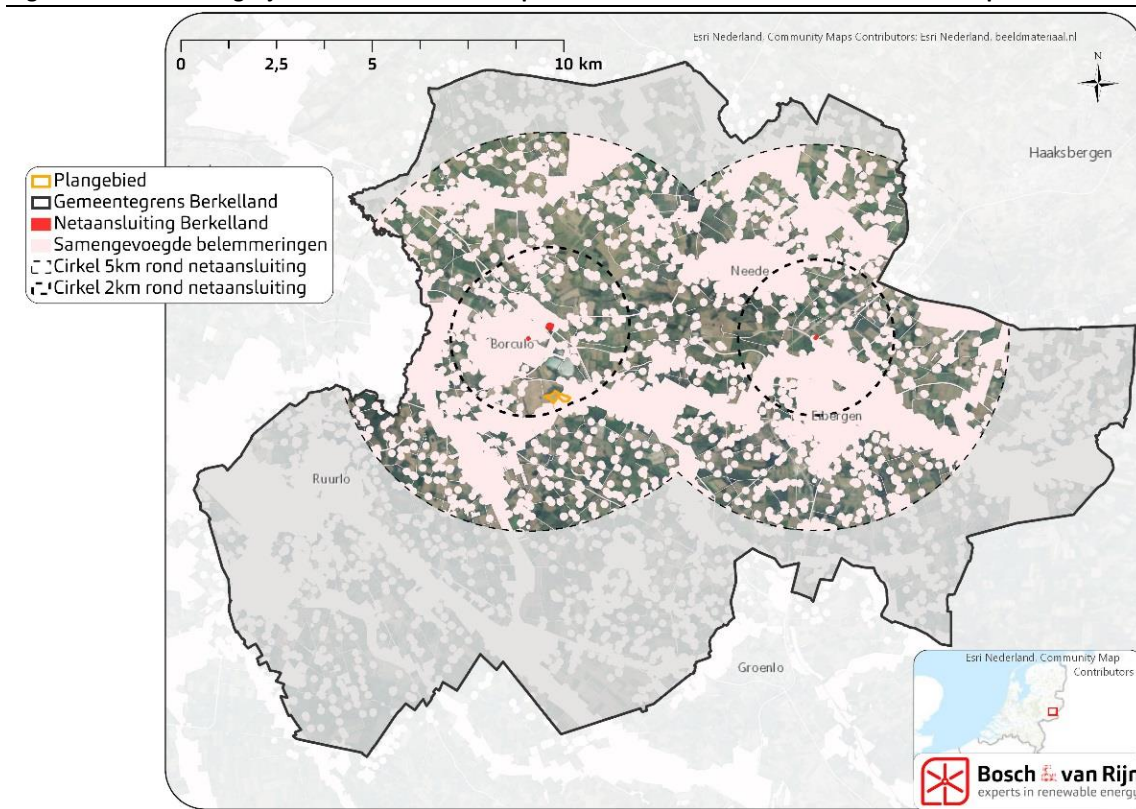 Esri Nederland, Community Maps Contributors: Esri Nederland, beeldmateriaal.nl
0 2,5 5 10 km
N
Haaksbergen
Plangebied
Gemeentegrens Berkelland
Netaansluiting Berkelland
Samengevoegde belemmeringen
Cirkel 5km rond netaansluiting
Cirkel 2km rond netaansluiting
Neede
Borculo
Eibergen
Ruurlo
Groenlo
Esri Nederland, Community Map
Contributors
Bosch & van Rijn
experts in renewable energy